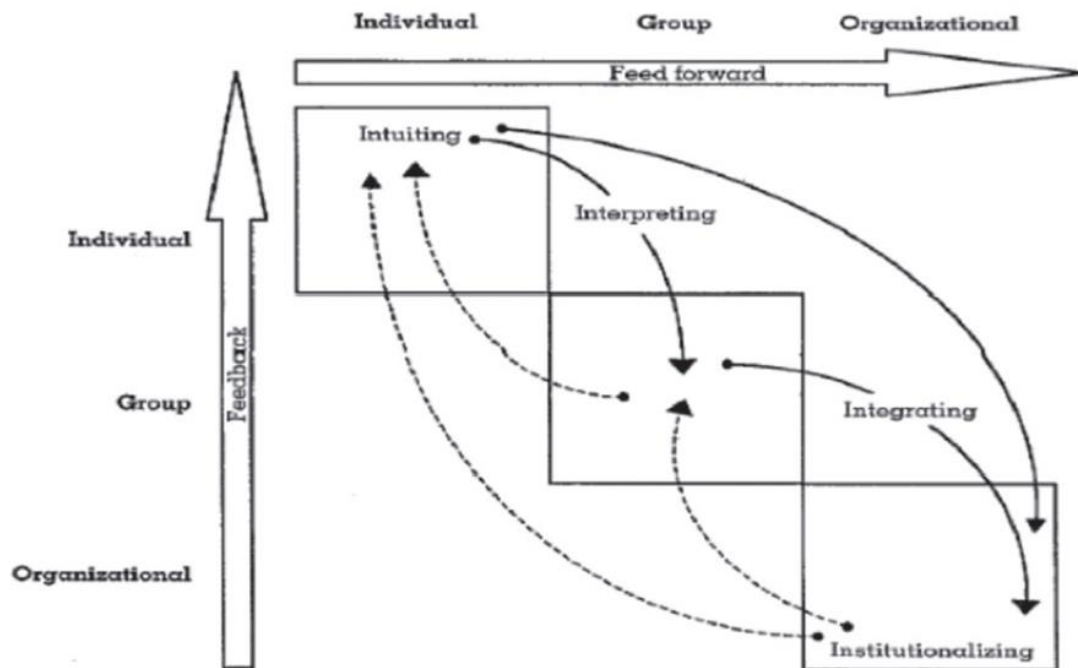 Individual Group Organizational
Feed forward
Intuiting
Interpreting
Individual
Feedback
Group
Integrating
Organizational
Institutionalizing